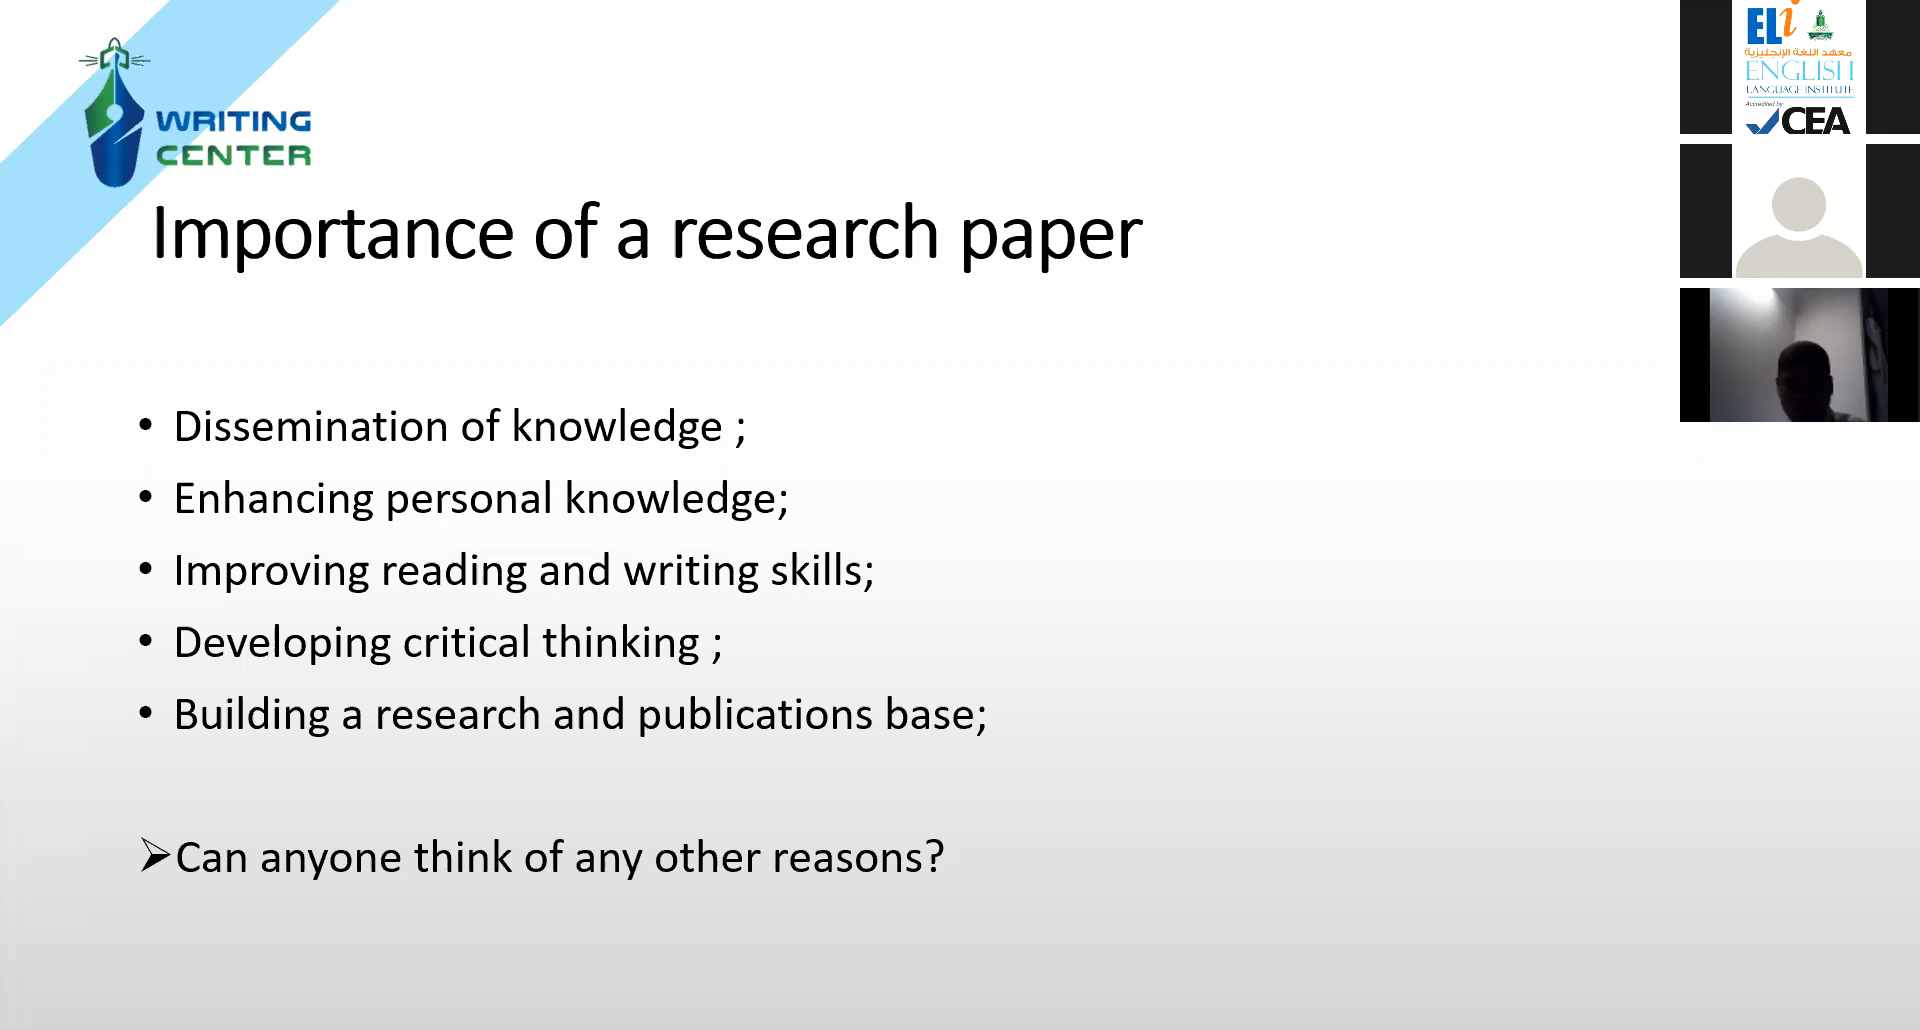 WRITING
CENTER
Importance of a research paper
• Dissemination of knowledge ;
• Enhancing personal knowledge;
• Improving reading and writing skills;
• Developing critical thinking ;
• Building a research and publications base;
➢Can anyone think of any other reasons?
ELi
معهد اللغة الإنجليزية
ENGLISH
LANGUAGE INSTITUTE
Accredited by
CEA